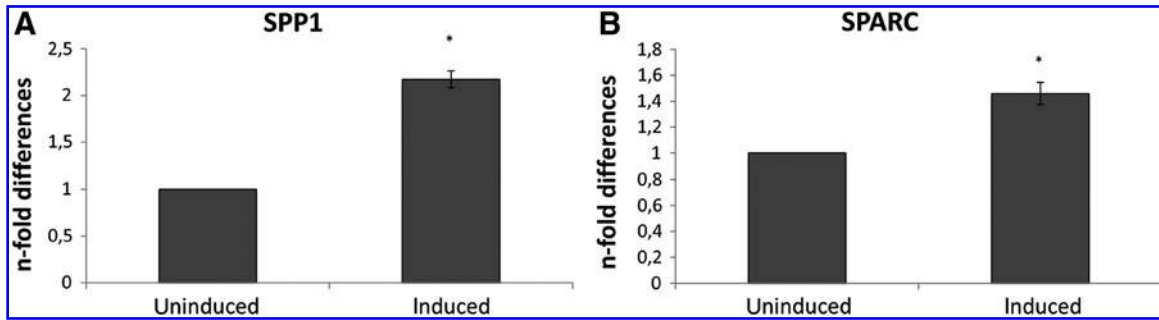 A
SPP1
n-fold differences
2,5
2
1,5
1
0,5
0
*
Uninduced
Induced
B
SPARC
n-fold differences
1,8
1,6
1,4
1,2
1
0,8
0,6
0,4
0,2
0
*
Uninduced
Induced